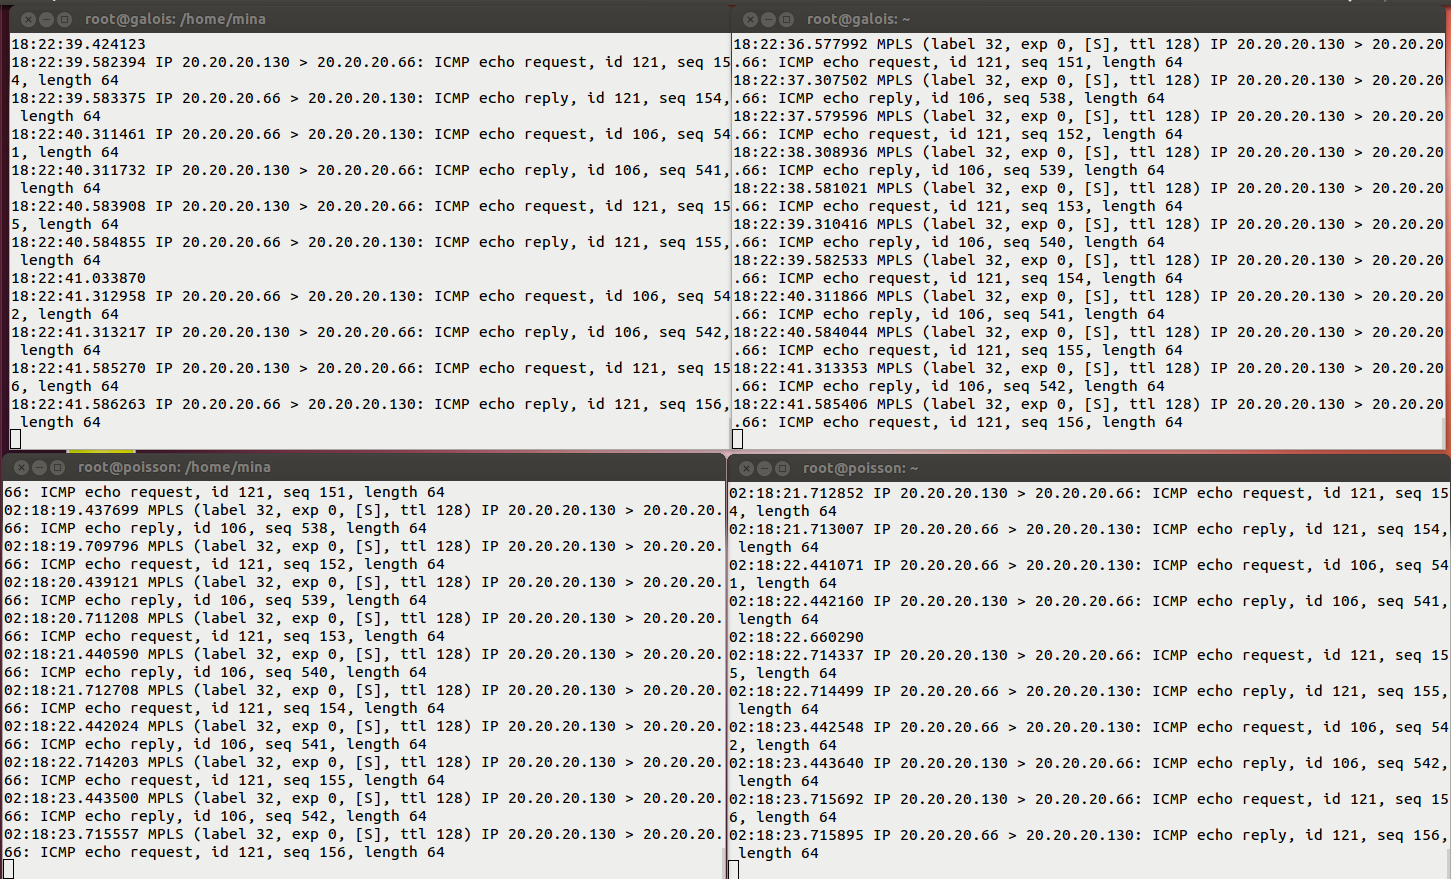 root@galois: /home/mina
18:22:39.424123
18:22:39.582394 IP 20.20.20.130 > 20.20.20.66: ICMP echo request, id 121, seq 15
4, length 64
18:22:39.583375 IP 20.20.20.66 > 20.20.20.130: ICMP echo reply, id 121, seq 154,
length 64
18:22:40.311461 IP 20.20.20.66 > 20.20.20.130: ICMP echo request, id 106, seq 54
1, length 64
18:22:40.311732 IP 20.20.20.130 > 20.20.20.66: ICMP echo reply, id 106, seq 541,
length 64
18:22:40.583908 IP 20.20.20.130 > 20.20.20.66: ICMP echo request, id 121, seq 15
5, length 64
18:22:40.584855 IP 20.20.20.66 > 20.20.20.130: ICMP echo reply, id 121, seq 155,
length 64
18:22:41.033870
18:22:41.312958 IP 20.20.20.66 > 20.20.20.130: ICMP echo request, id 106, seq 54
2, length 64
18:22:41.313217 IP 20.20.20.130 > 20.20.20.66: ICMP echo reply, id 106, seq 542,
length 64
18:22:41.585270 IP 20.20.20.130 > 20.20.20.66: ICMP echo request, id 121, seq 15
6, length 64
18:22:41.586263 IP 20.20.20.66 > 20.20.20.130: ICMP echo reply, id 121, seq 156,
length 64
root@galois: ~
18:22:36.577992 MPLS (label 32, exp 0, [S], ttl 128) IP 20.20.20.130 > 20.20.20
.66: ICMP echo request, id 121, seq 151, length 64
18:22:37.307502 MPLS (label 32, exp 0, [S], ttl 128) IP 20.20.20.130 > 20.20.20
.66: ICMP echo reply, id 106, seq 538, length 64
18:22:37.579596 MPLS (label 32, exp 0, [S], ttl 128) IP 20.20.20.130 > 20.20.20
.66: ICMP echo request, id 121, seq 152, length 64
18:22:38.308936 MPLS (label 32, exp 0, [S], ttl 128) IP 20.20.20.130 > 20.20.20
.66: ICMP echo reply, id 106, seq 539, length 64
18:22:38.581021 MPLS (label 32, exp 0, [S], ttl 128) IP 20.20.20.130 > 20.20.20
.66: ICMP echo request, id 121, seq 153, length 64
18:22:39.310416 MPLS (label 32, exp 0, [S], ttl 128) IP 20.20.20.130 > 20.20.20
.66: ICMP echo reply, id 106, seq 540, length 64
18:22:39.582533 MPLS (label 32, exp 0, [S], ttl 128) IP 20.20.20.130 > 20.20.20
.66: ICMP echo request, id 121, seq 154, length 64
18:22:40.311866 MPLS (label 32, exp 0, [S], ttl 128) IP 20.20.20.130 > 20.20.20
.66: ICMP echo reply, id 106, seq 541, length 64
18:22:40.584044 MPLS (label 32, exp 0, [S], ttl 128) IP 20.20.20.130 > 20.20.20
.66: ICMP echo request, id 121, seq 155, length 64
18:22:41.313353 MPLS (label 32, exp 0, [S], ttl 128) IP 20.20.20.130 > 20.20.20
.66: ICMP echo reply, id 106, seq 542, length 64
18:22:41.585406 MPLS (label 32, exp 0, [S], ttl 128) IP 20.20.20.130 > 20.20.20
.66: ICMP echo request, id 121, seq 156, length 64
root@poisson: /home/mina
66: ICMP echo request, id 121, seq 151, length 64
02:18:19.437699 MPLS (label 32, exp 0, [S], ttl 128) IP 20.20.20.130 > 20.20.20.
66: ICMP echo reply, id 106, seq 538, length 64
02:18:19.709796 MPLS (label 32, exp 0, [S], ttl 128) IP 20.20.20.130 > 20.20.20.
66: ICMP echo request, id 121, seq 152, length 64
02:18:20.439121 MPLS (label 32, exp 0, [S], ttl 128) IP 20.20.20.130 > 20.20.20.
66: ICMP echo reply, id 106, seq 539, length 64
02:18:20.711208 MPLS (label 32, exp 0, [S], ttl 128) IP 20.20.20.130 > 20.20.20.
66: ICMP echo request, id 121, seq 153, length 64
02:18:21.440590 MPLS (label 32, exp 0, [S], ttl 128) IP 20.20.20.130 > 20.20.20.
66: ICMP echo reply, id 106, seq 540, length 64
02:18:21.712708 MPLS (label 32, exp 0, [S], ttl 128) IP 20.20.20.130 > 20.20.20.
66: ICMP echo request, id 121, seq 154, length 64
02:18:22.442024 MPLS (label 32, exp 0, [S], ttl 128) IP 20.20.20.130 > 20.20.20.
66: ICMP echo reply, id 106, seq 541, length 64
02:18:22.714203 MPLS (label 32, exp 0, [S], ttl 128) IP 20.20.20.130 > 20.20.20.
66: ICMP echo request, id 121, seq 155, length 64
02:18:23.443500 MPLS (label 32, exp 0, [S], ttl 128) IP 20.20.20.130 > 20.20.20.
66: ICMP echo reply, id 106, seq 542, length 64
02:18:23.715557 MPLS (label 32, exp 0, [S], ttl 128) IP 20.20.20.130 > 20.20.20.
66: ICMP echo request, id 121, seq 156, length 64
root@poisson: ~
02:18:21.712852 IP 20.20.20.130 > 20.20.20.66: ICMP echo request, id 121, seq 15
4, length 64
02:18:21.713007 IP 20.20.20.66 > 20.20.20.130: ICMP echo reply, id 121, seq 154,
length 64
02:18:22.441071 IP 20.20.20.66 > 20.20.20.130: ICMP echo request, id 106, seq 54
1, length 64
02:18:22.442160 IP 20.20.20.130 > 20.20.20.66: ICMP echo reply, id 106, seq 541,
length 64
02:18:22.660290
02:18:22.714337 IP 20.20.20.130 > 20.20.20.66: ICMP echo request, id 121, seq 15
5, length 64
02:18:22.714499 IP 20.20.20.66 > 20.20.20.130: ICMP echo reply, id 121, seq 155,
length 64
02:18:23.442548 IP 20.20.20.66 > 20.20.20.130: ICMP echo request, id 106, seq 54
2, length 64
02:18:23.443640 IP 20.20.20.130 > 20.20.20.66: ICMP echo reply, id 106, seq 542,
length 64
02:18:23.715692 IP 20.20.20.130 > 20.20.20.66: ICMP echo request, id 121, seq 15
6, length 64
02:18:23.715895 IP 20.20.20.66 > 20.20.20.130: ICMP echo reply, id 121, seq 156,
length 64